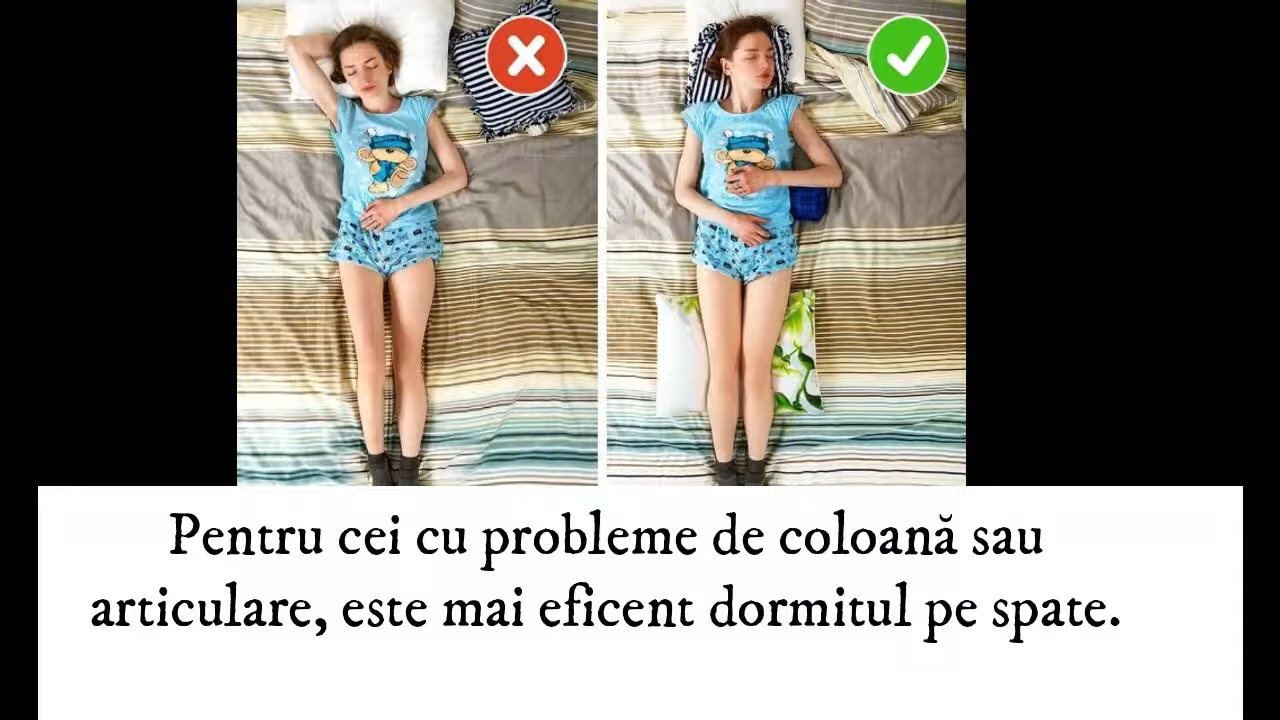 Pentru cei cu probleme de coloană sau
articulare, este mai eficent dormitul pe spate.